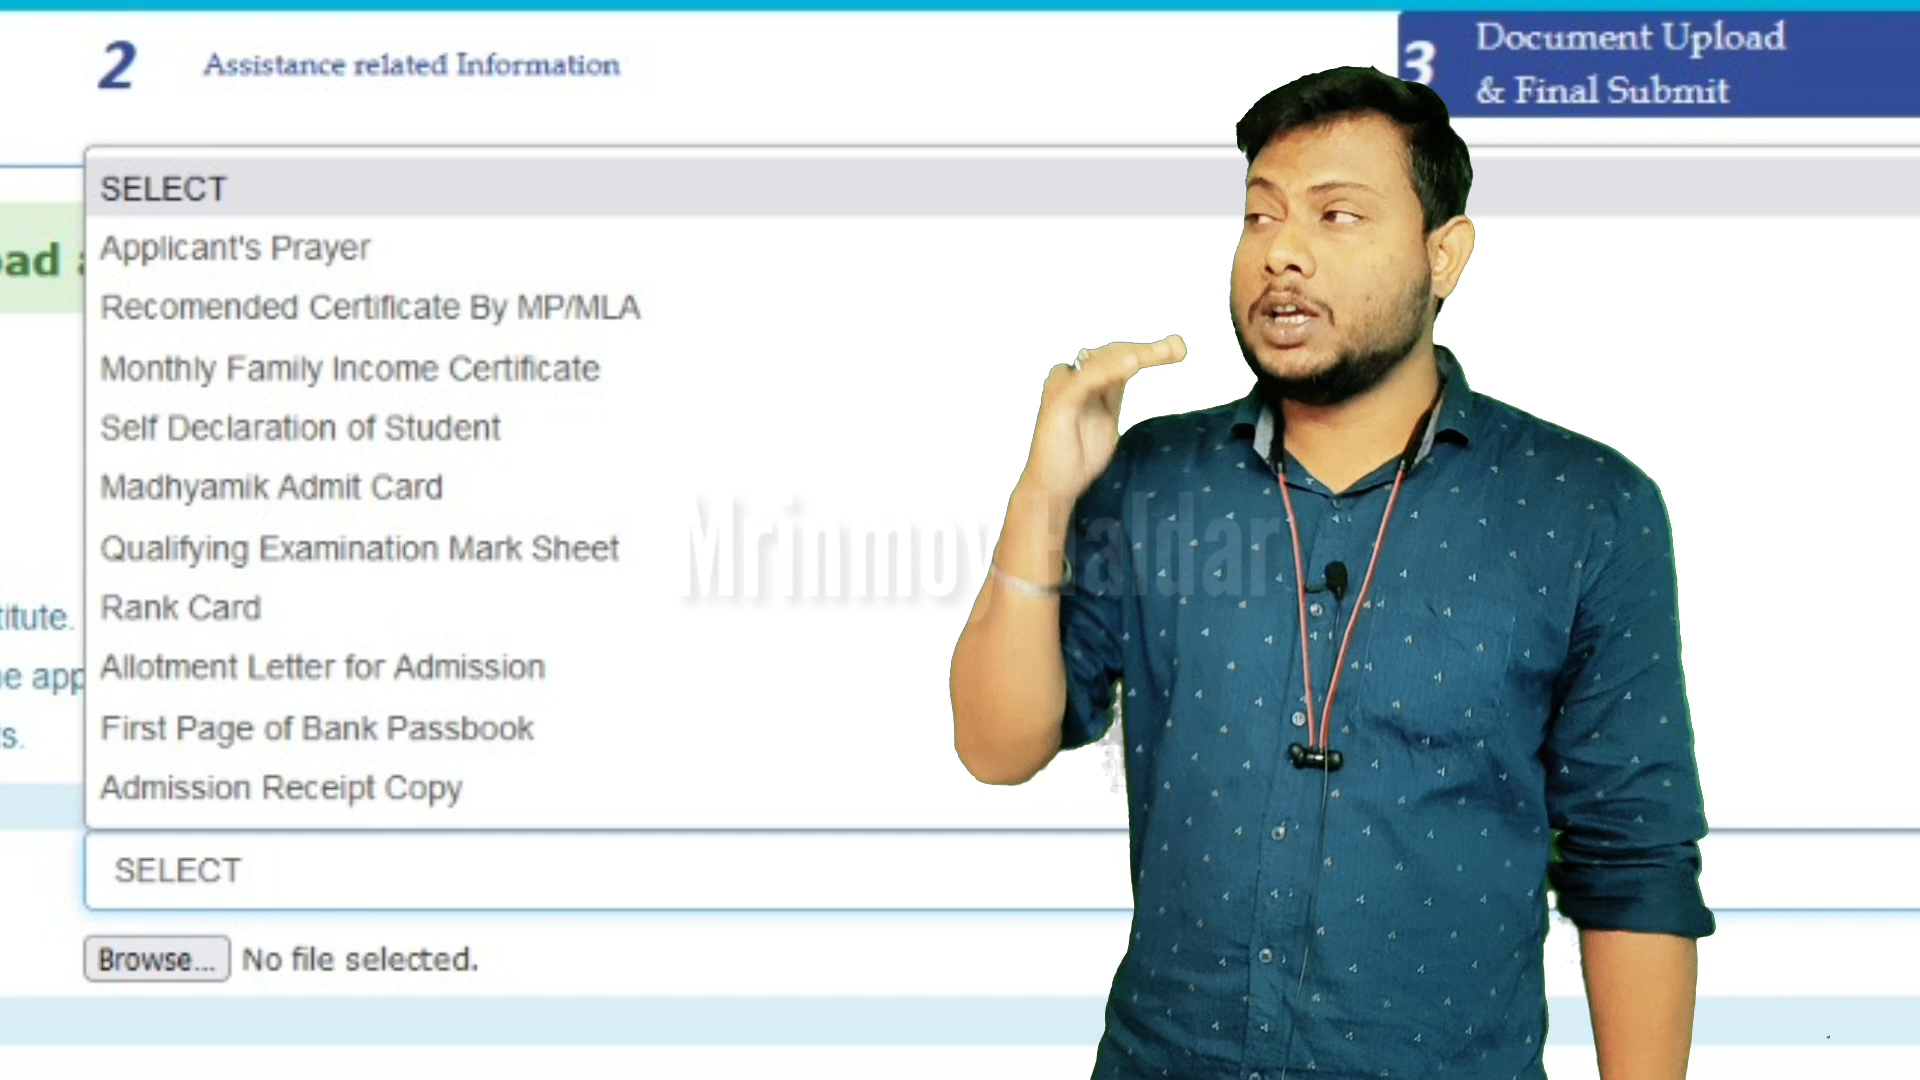 2 Assistance related Information
3 Document Upload
& Final Submit
SELECT
Applicant's Prayer
Recomended Certificate By MP/MLA
Monthly Family Income Certificate
Self Declaration of Student
Madhyamik Admit Card
Qualifying Examination Mark Sheet
Rank Card
Allotment Letter for Admission
First Page of Bank Passbook
Admission Receipt Copy
SELECT
Browse... No file selected.
Mrinmoy Haldar